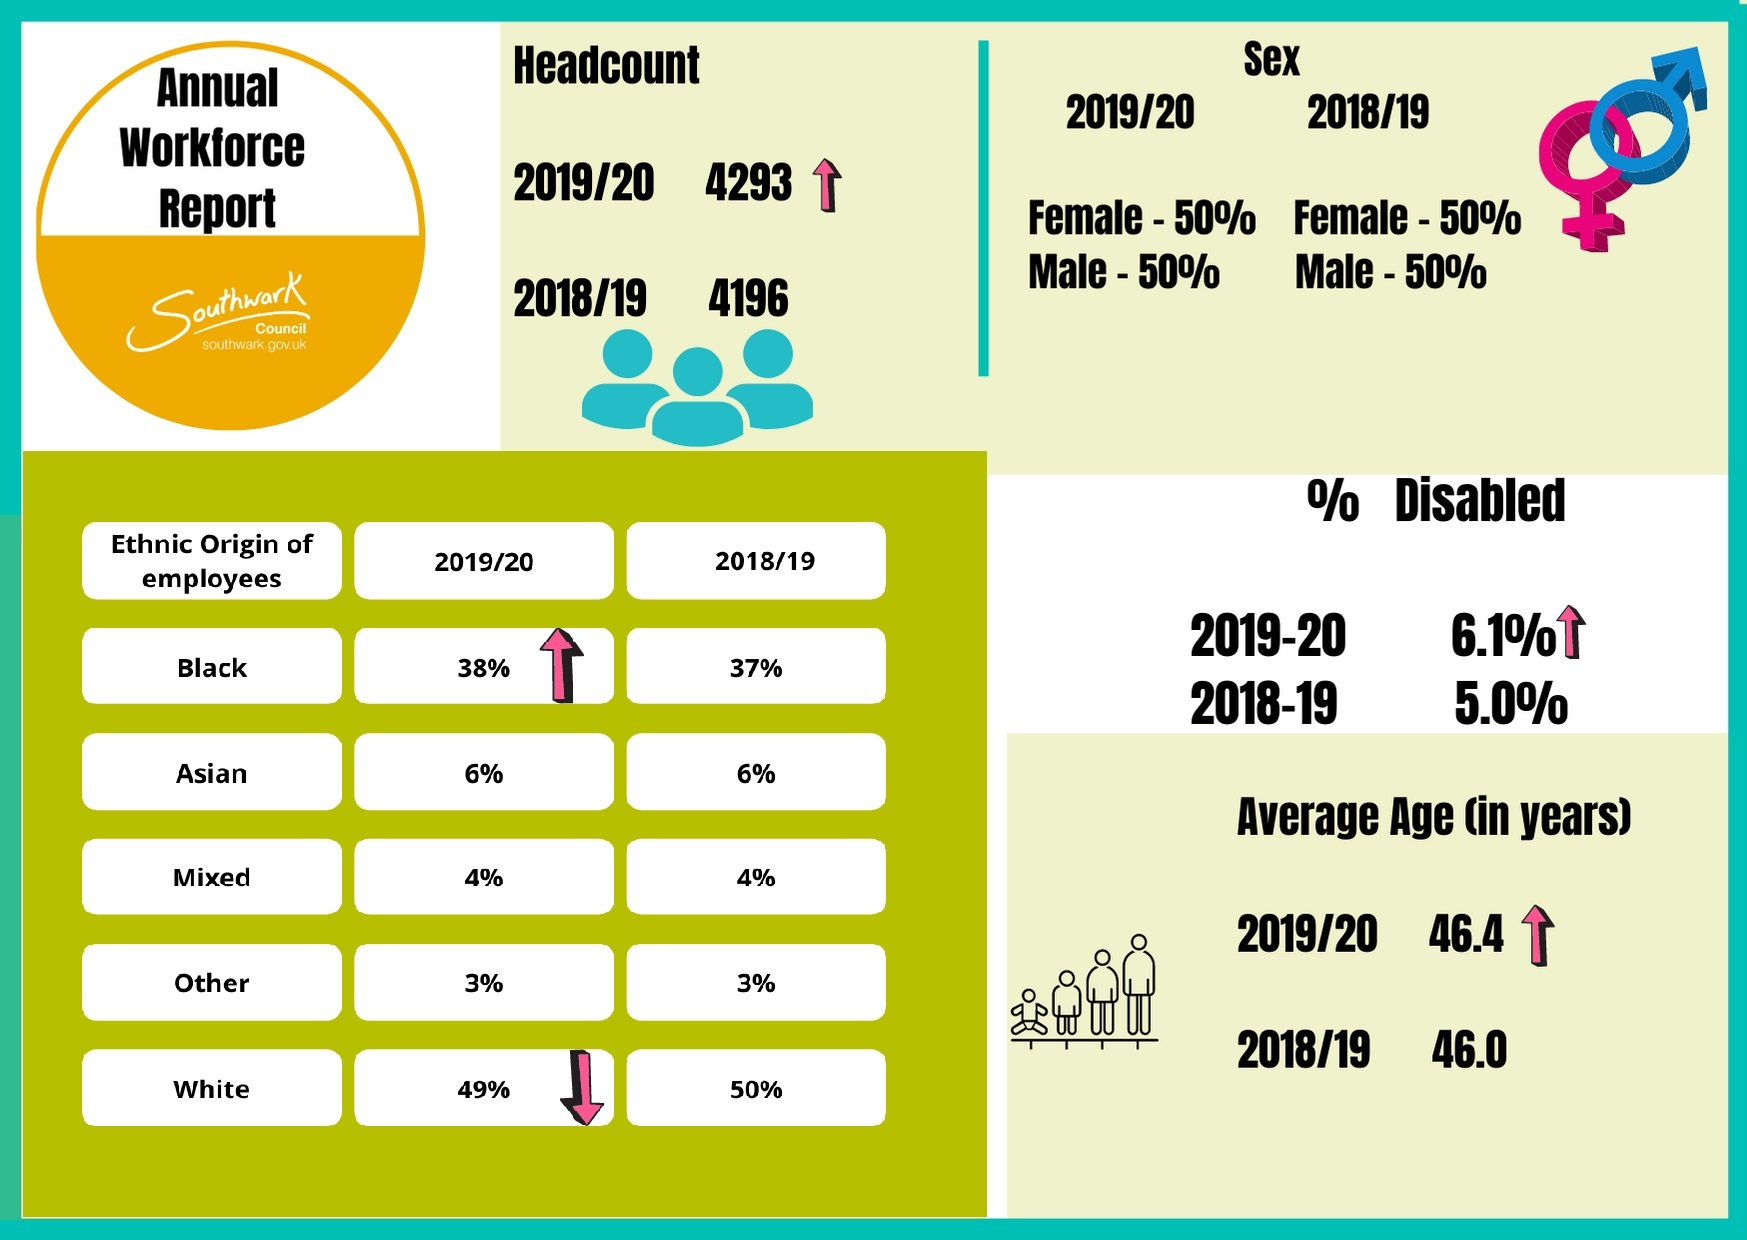 Annual
Workforce
Report
Southwark
Council
southwark.gov.uk
Headcount
2019/20 4293
2018/19 4196
Sex
2019/20 2018/19
Female - 50% Female - 50%
Male - 50% Male - 50%
Ethnic Origin of
employees
2019/20 2018/19
Black 38% 37%
Asian 6% 6%
Mixed 4% 4%
Other 3% 3%
White 49% 50%
% Disabled
2019-20 6.1%
2018-19 5.0%
Average Age (in years)
2019/20 46.4
2018/19 46.0